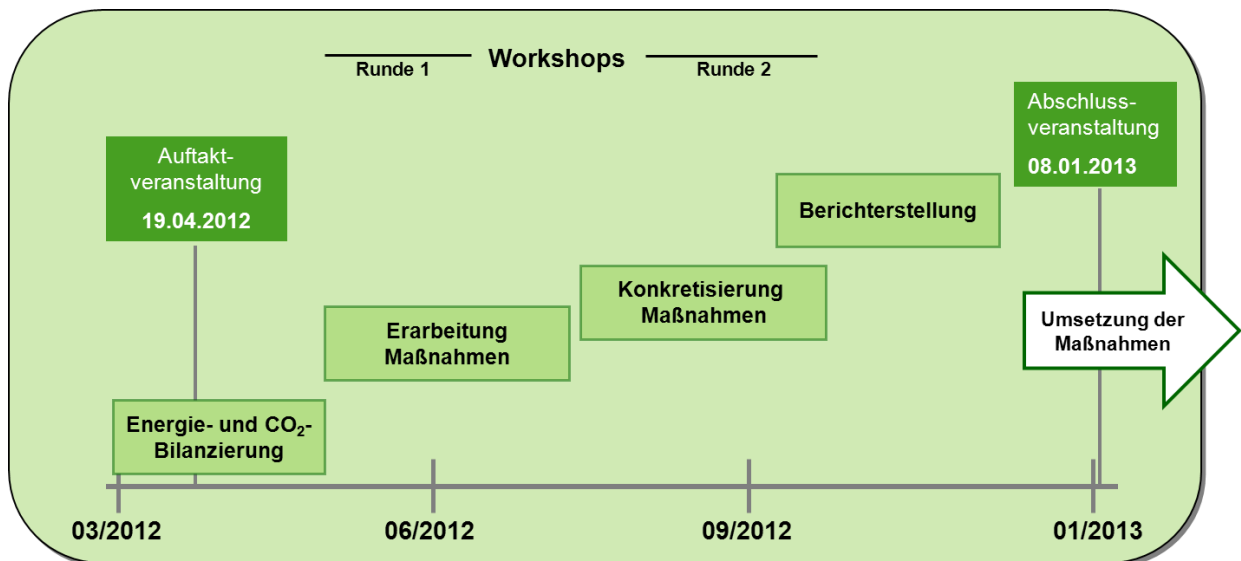 Workshops
Runde 1
Runde 2
Auftakt-
veranstaltung
19.04.2012
Abschluss-
veranstaltung
08.01.2013
Berichterstellung
Konkretisierung
Maßnahmen
Erarbeitung
Maßnahmen
Umsetzung der
Maßnahmen
Energie- und CO₂-
Bilanzierung
03/2012
06/2012
09/2012
01/2013